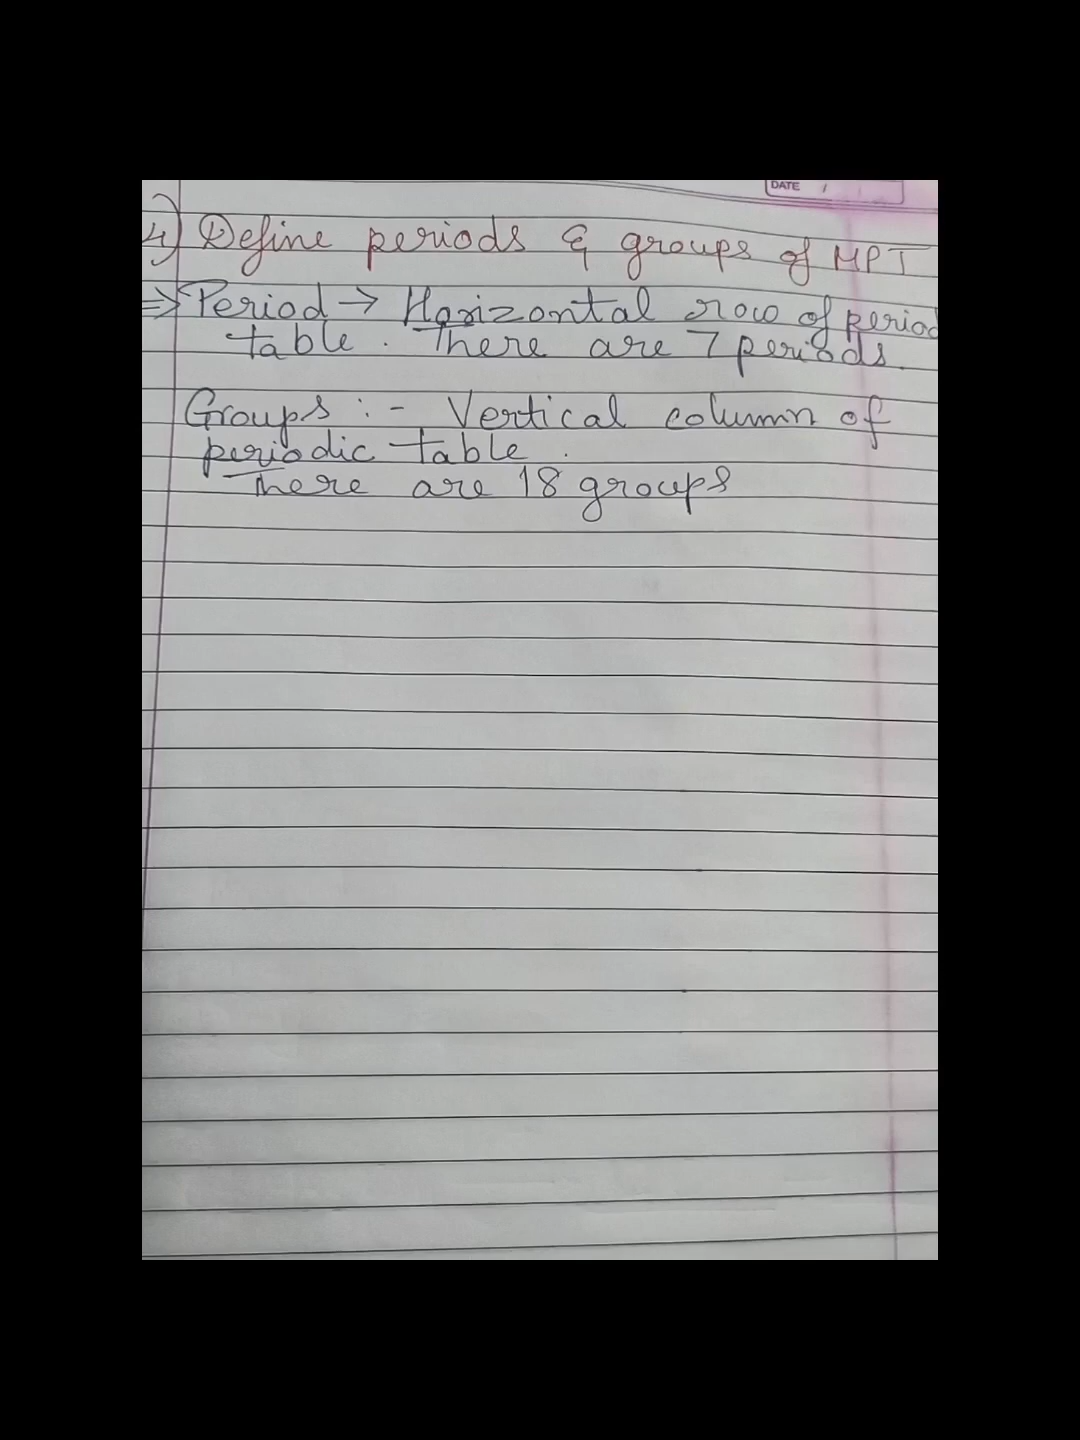 DATE
4) Define periods & groups of MPT
⇒ Period → Horizontal row of period
table. There are 7 periods.
Groups :- Vertical column of
periodic table.
There are 18 groups